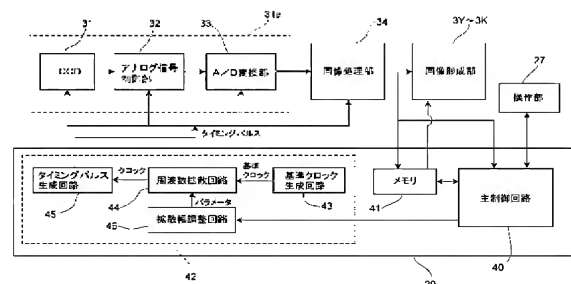 31
32
33
31e
34
3Y～3K
27
CCD
アナログ信号
制御部
A／D変換部
画像処理部
画像形成部
操作部
タイミングパルス
タイミングパルス
生成回路
クロック
周波数拡散回路
基準
クロック
基準クロック
生成回路
メモリ
主制御回路
45
44
パラメータ
43
41
46
拡散幅調整回路
40
42